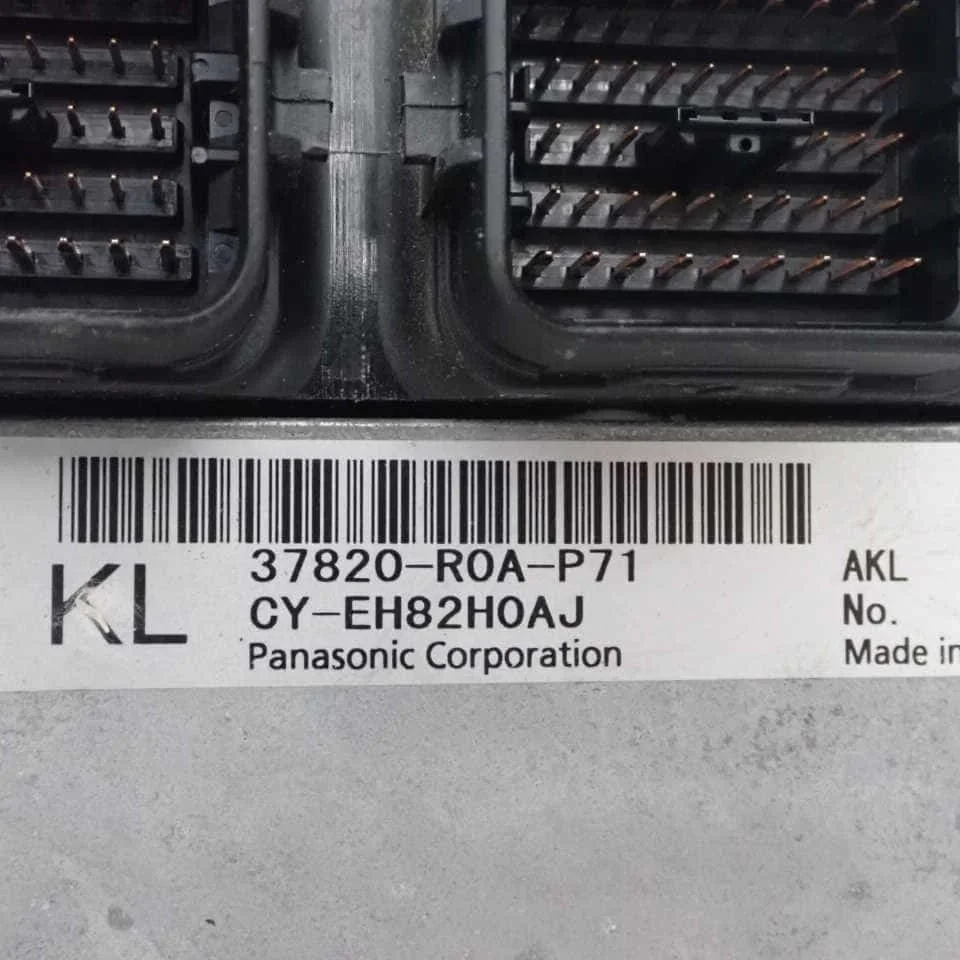 KL
37820-R0A-P71
CY-EH82H0AJ
Panasonic Corporation
AKL
No.
Made in